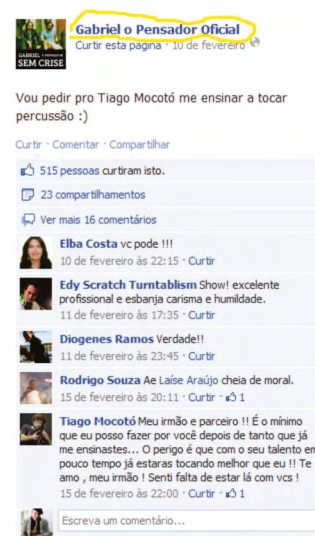 Gabriel o Pensador Oficial
Curtir esta página · 10 de fevereiro
GABRIEL O PENSADOR
SEM CRISE
Vou pedir pro Tiago Mocotó me ensinar a tocar
percussão :)
Curtir · Comentar · Compartilhar
515 pessoas curtiram isto.
23 compartilhamentos
Ver mais 16 comentários
Elba Costa vc pode !!!
10 de fevereiro às 22:15 · Curtir
Edy Scratch Turntablism Show! excelente
profissional e esbanja carisma e humildade.
11 de fevereiro às 17:35 · Curtir
Diogenes Ramos Verdade!!
11 de fevereiro às 23:45 · Curtir
Rodrigo Souza Ae Laíse Araújo cheia de moral.
15 de fevereiro às 20:11 · Curtir · 1
Tiago Mocotó Meu irmão e parceiro !! É o mínimo
que eu posso fazer por você depois de tanto que já
me ensinastes... O perigo é que com o seu talento em
pouco tempo já estaras tocando melhor que eu !! Te
amo , meu irmão ! Senti falta de estar lá com vcs !
15 de fevereiro às 22:00 · Curtir · 1
Escreva um comentário...